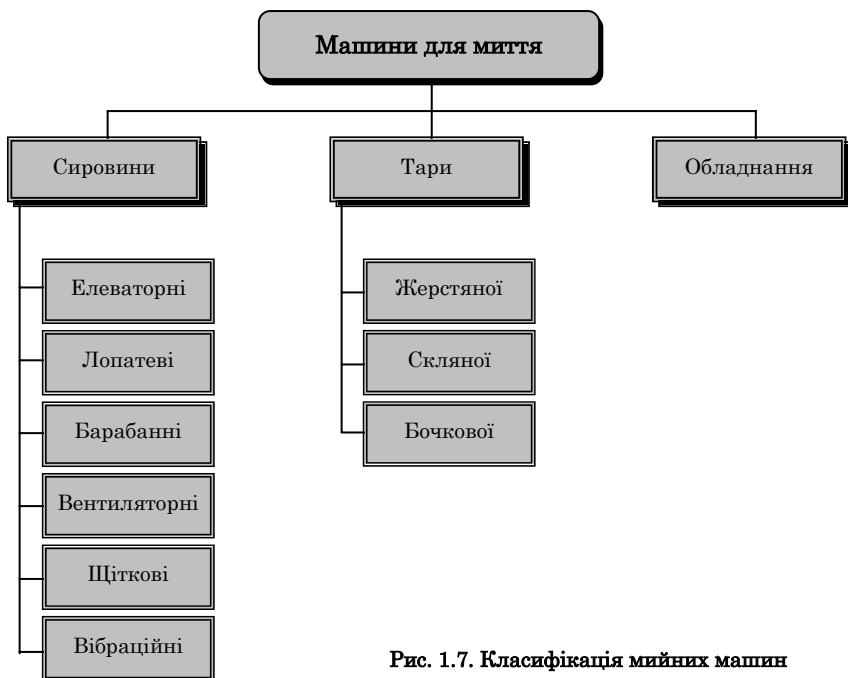 Машини для миття
Сировини
Тари
Обладнання
Елеваторні
Лопатеві
Барабанні
Вентиляторні
Щіткові
Вібраційні
Жерстяної
Скляної
Бочкової
Рис. 1.7. Класифікація мийних машин